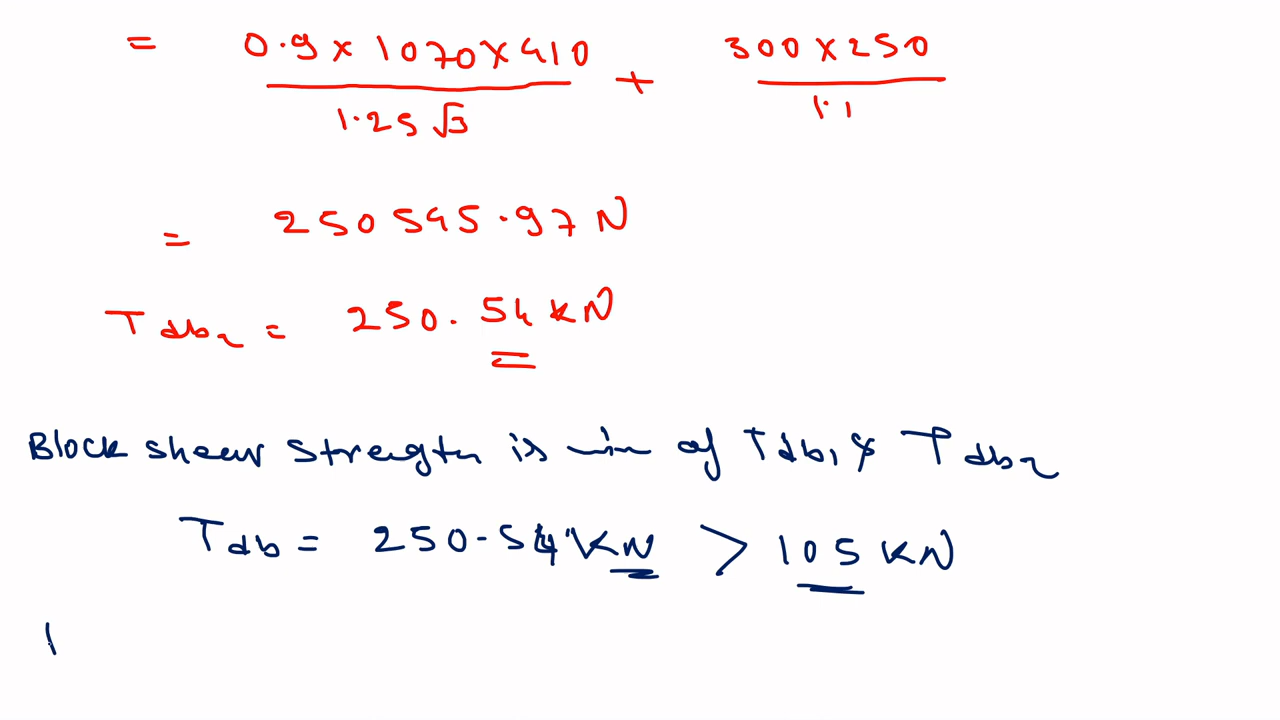 = 0.9 x 1070 x 410 / 1.25 √3 + 300 x 250 / 1.1
= 250545.97 N
Tdb2 = 250.54 kN
Block shear strength is min of Tdb1 & Tdb2
Tdb = 250.54 kN > 105 kN